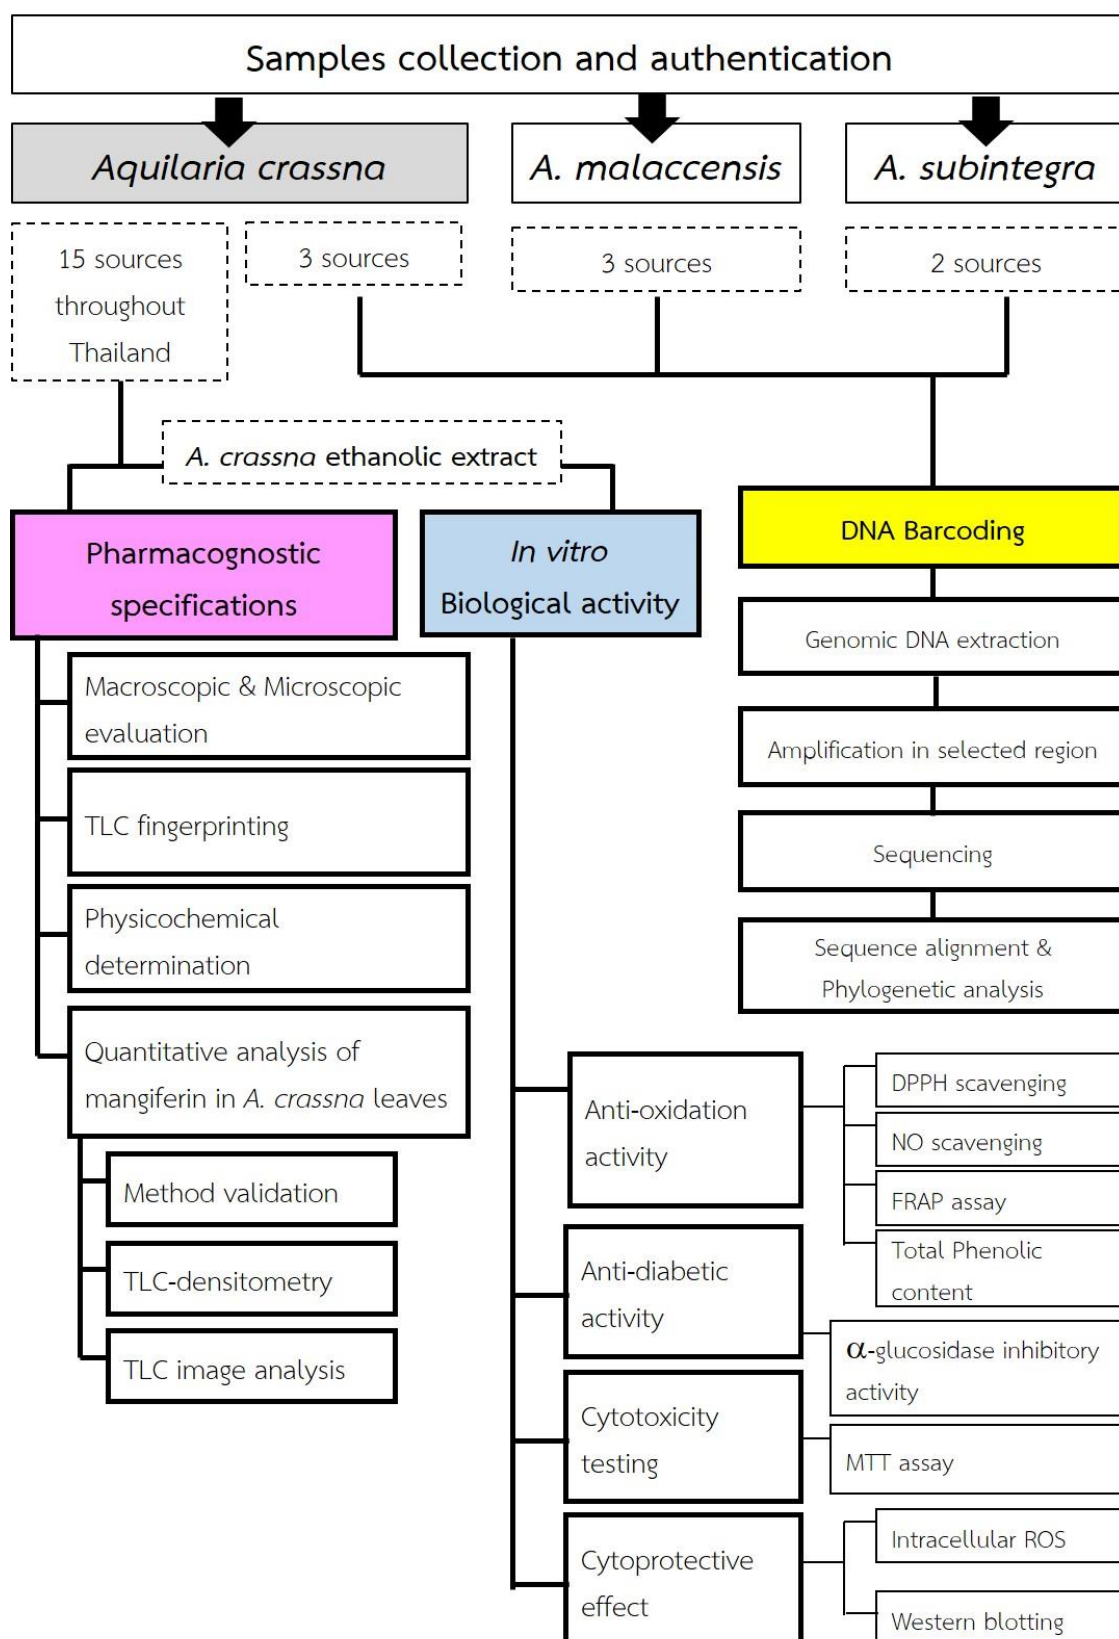 Samples collection and authentication
Aquilaria crassna
A. malaccensis
A. subintegra
15 sources
throughout
Thailand
3 sources
3 sources
2 sources
A. crassna ethanolic extract
Pharmacognostic
specifications
In vitro
Biological activity
DNA Barcoding
Genomic DNA extraction
Amplification in selected region
Sequencing
Sequence alignment &
Phylogenetic analysis
Macroscopic & Microscopic
evaluation
TLC fingerprinting
Physicochemical
determination
Quantitative analysis of
mangiferin in A. crassna leaves
Method validation
TLC-densitometry
TLC image analysis
Anti-oxidation
activity
DPPH scavenging
NO scavenging
FRAP assay
Total Phenolic
content
Anti-diabetic
activity
α-glucosidase inhibitory
activity
Cytotoxicity
testing
MTT assay
Cytoprotective
effect
Intracellular ROS
Western blotting